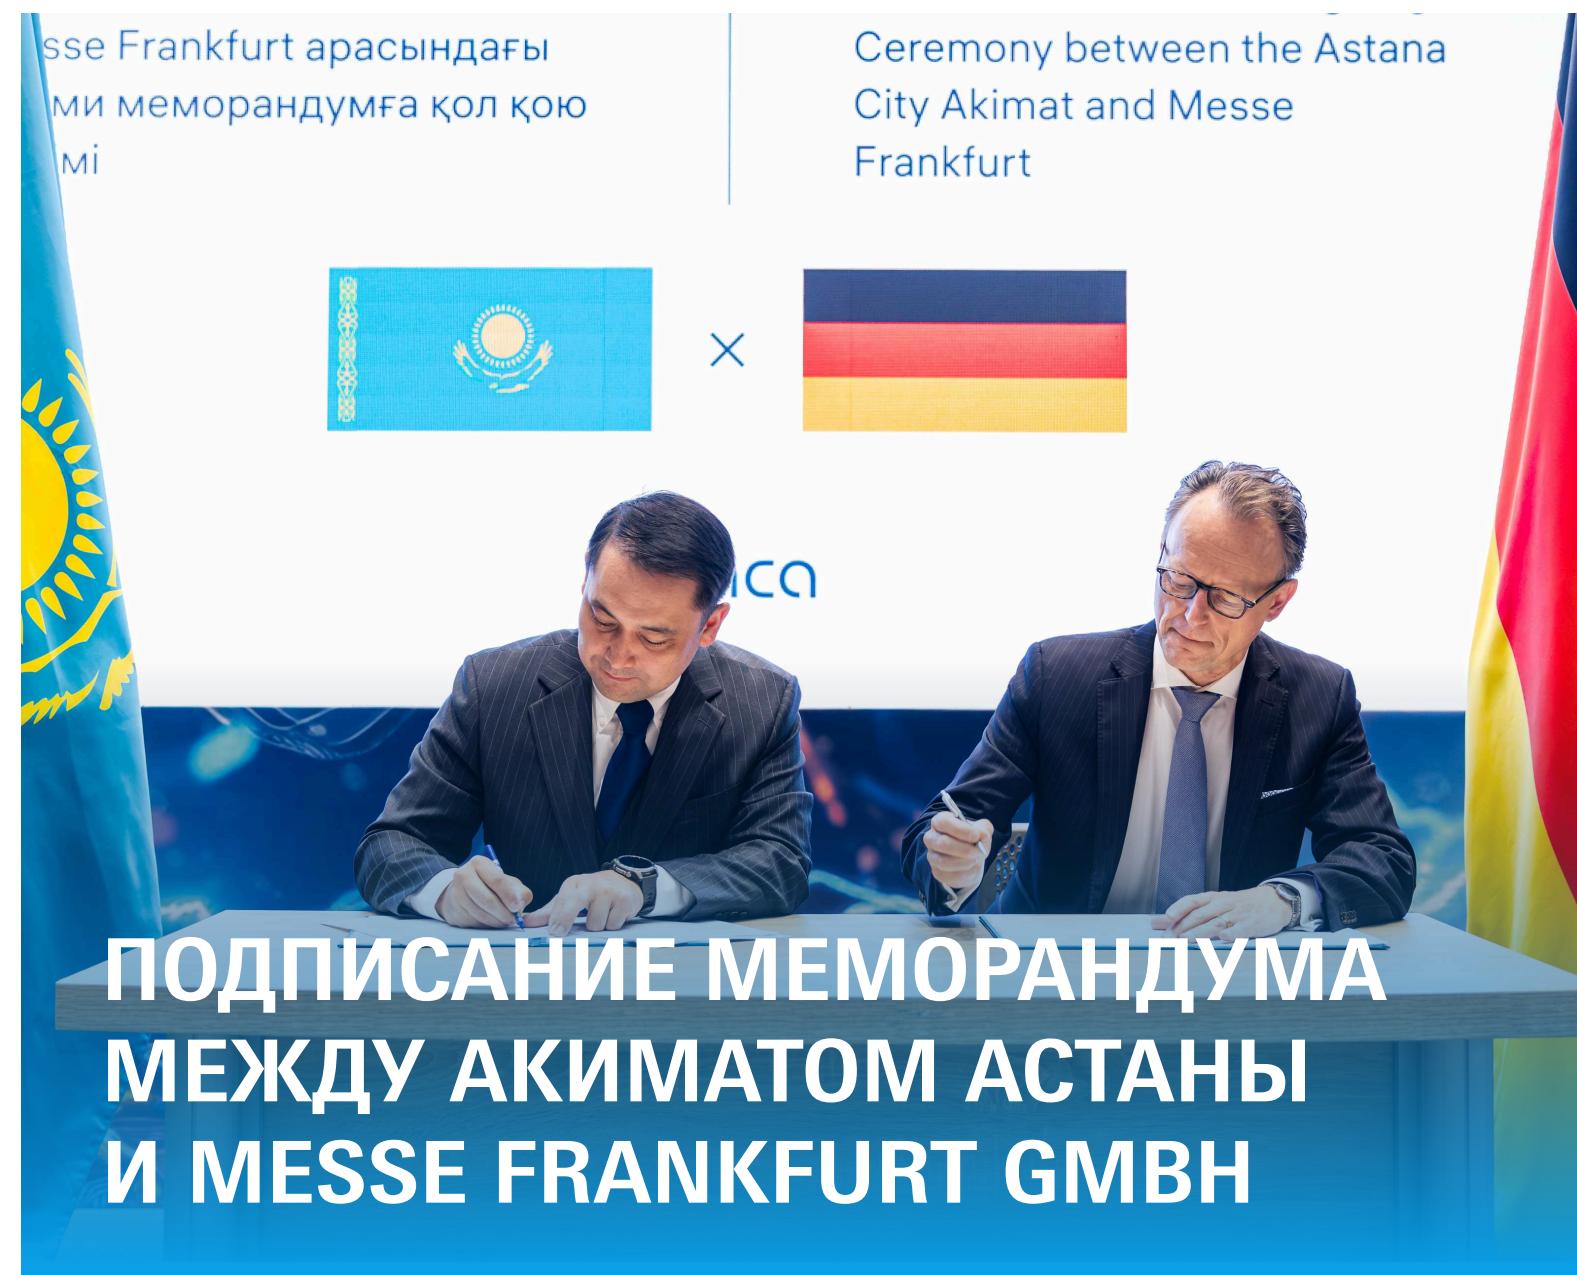 sse Frankfurt арасындағы
ми меморандумға қол қою
мі
Ceremony between the Astana
City Akimat and Messe
Frankfurt
ПОДПИСАНИЕ МЕМОРАНДУМА
МЕЖДУ АКИМАТОМ АСТАНЫ
И MESSE FRANKFURT GMBH